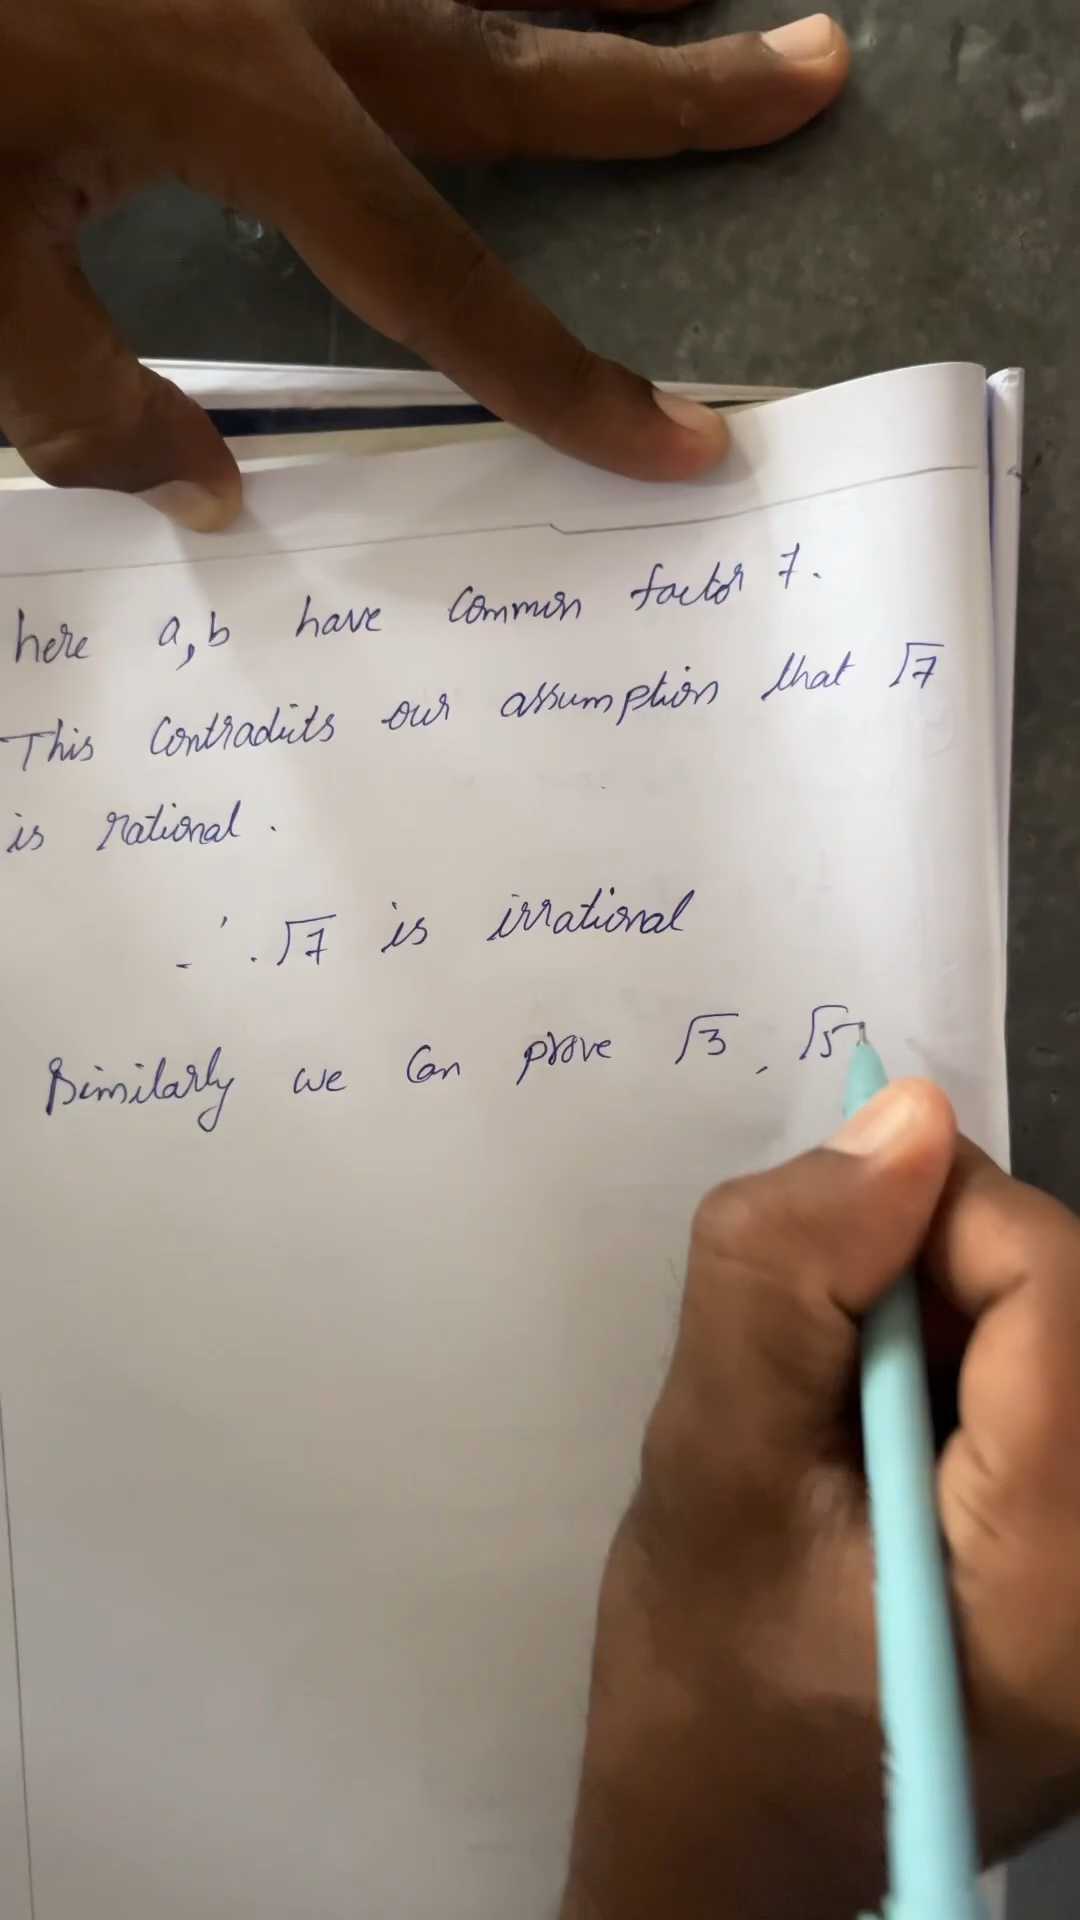 here a,b have common factor 7.
This contradicts our assumption that √7
is rational.
∴ √7 is irrational
Similarly we can prove √3, √5